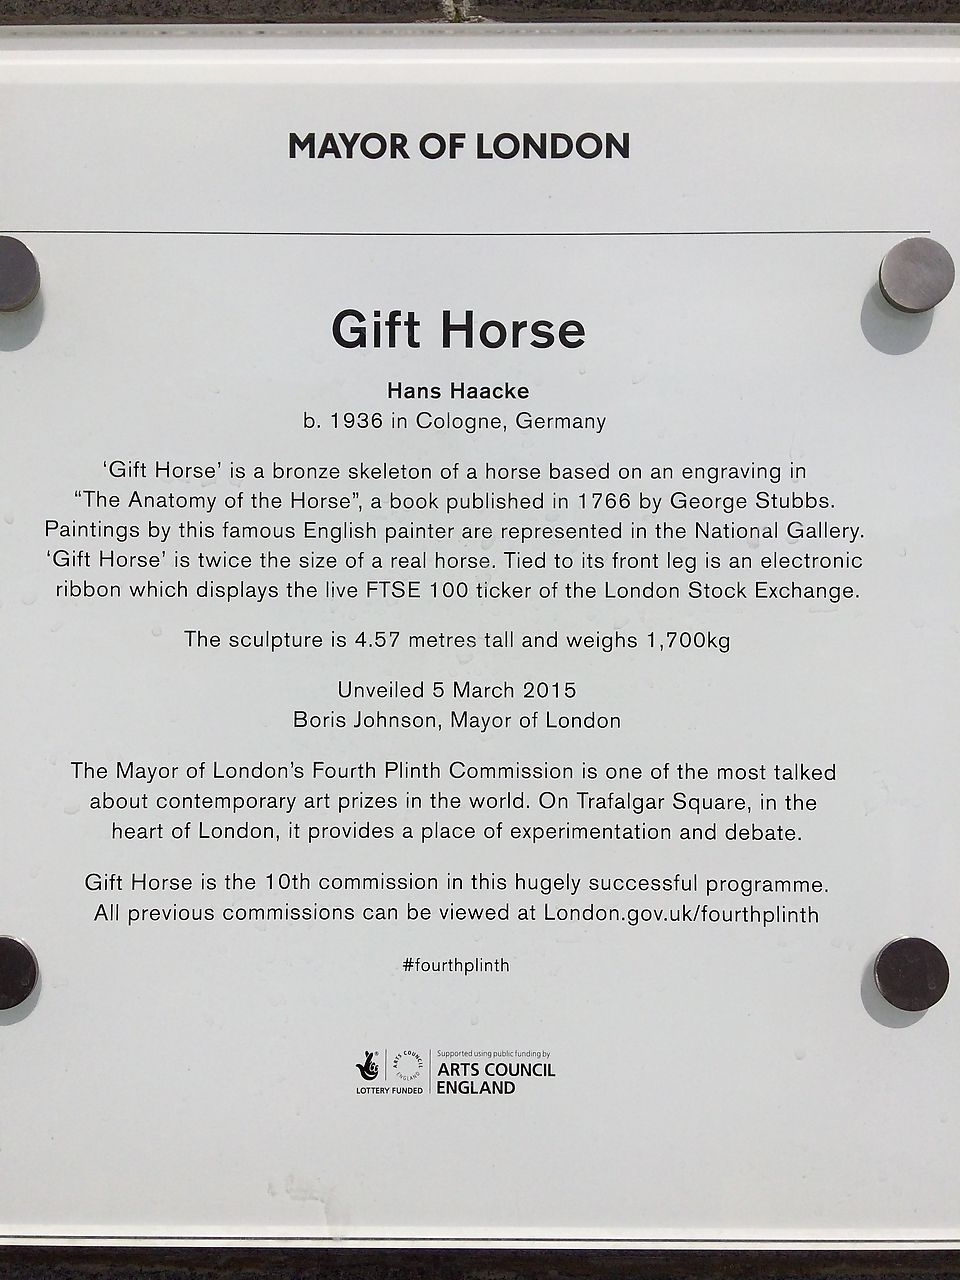 MAYOR OF LONDON
Gift Horse
Hans Haacke
b. 1936 in Cologne, Germany
‘Gift Horse’ is a bronze skeleton of a horse based on an engraving in
“The Anatomy of the Horse”, a book published in 1766 by George Stubbs.
Paintings by this famous English painter are represented in the National Gallery.
‘Gift Horse’ is twice the size of a real horse. Tied to its front leg is an electronic
ribbon which displays the live FTSE 100 ticker of the London Stock Exchange.
The sculpture is 4.57 metres tall and weighs 1,700kg
Unveiled 5 March 2015
Boris Johnson, Mayor of London
The Mayor of London’s Fourth Plinth Commission is one of the most talked
about contemporary art prizes in the world. On Trafalgar Square, in the
heart of London, it provides a place of experimentation and debate.
Gift Horse is the 10th commission in this hugely successful programme.
All previous commissions can be viewed at London.gov.uk/fourthplinth
#fourthplinth
ARTS COUNCIL ENGLAND
LOTTERY FUNDED
Supported using public funding by
ARTS COUNCIL
ENGLAND